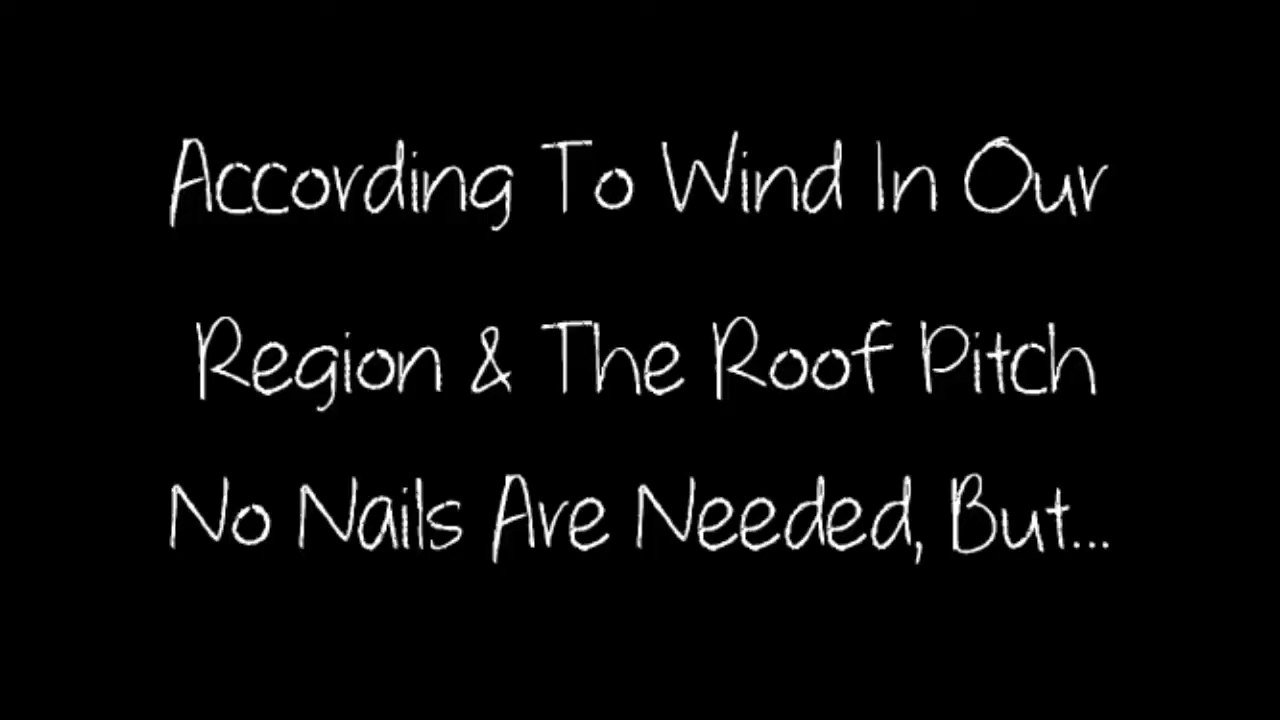 According To Wind In Our
Region & The Roof Pitch
No Nails Are Needed, But...